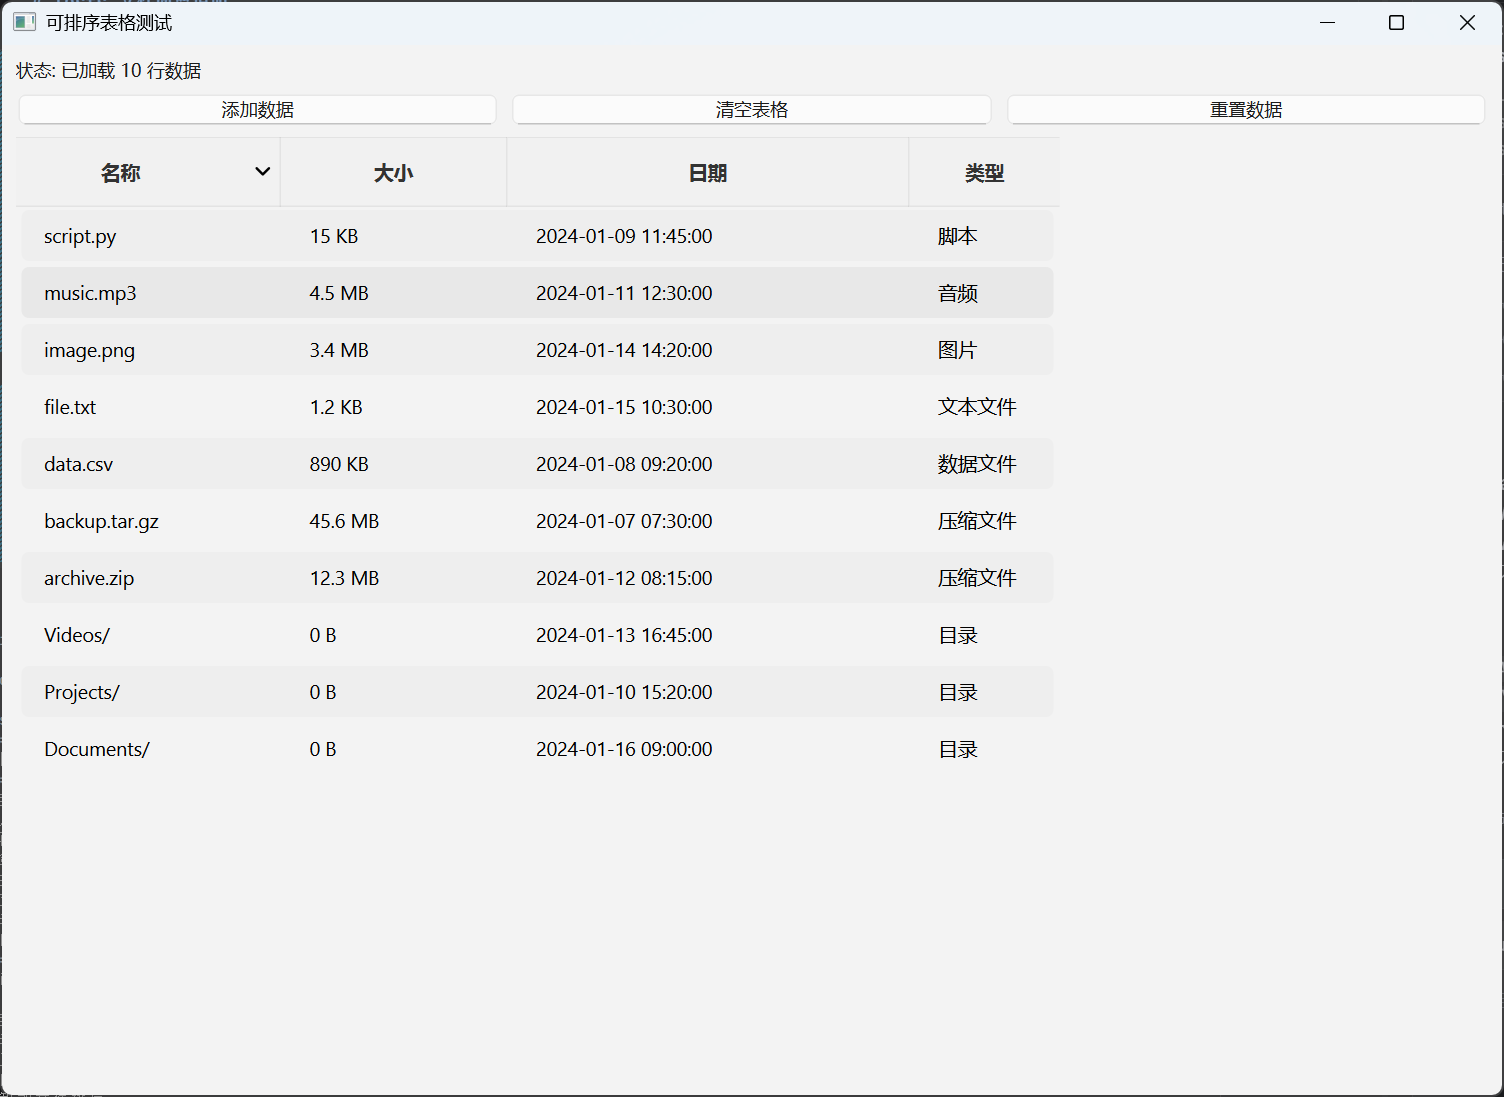 可排序表格测试
状态: 已加载 10 行数据
添加数据 清空表格 重置数据
名称 大小 日期 类型
script.py 15 KB 2024-01-09 11:45:00 脚本
music.mp3 4.5 MB 2024-01-11 12:30:00 音频
image.png 3.4 MB 2024-01-14 14:20:00 图片
file.txt 1.2 KB 2024-01-15 10:30:00 文本文件
data.csv 890 KB 2024-01-08 09:20:00 数据文件
backup.tar.gz 45.6 MB 2024-01-07 07:30:00 压缩文件
archive.zip 12.3 MB 2024-01-12 08:15:00 压缩文件
Videos/ 0 B 2024-01-13 16:45:00 目录
Projects/ 0 B 2024-01-10 15:20:00 目录
Documents/ 0 B 2024-01-16 09:00:00 目录